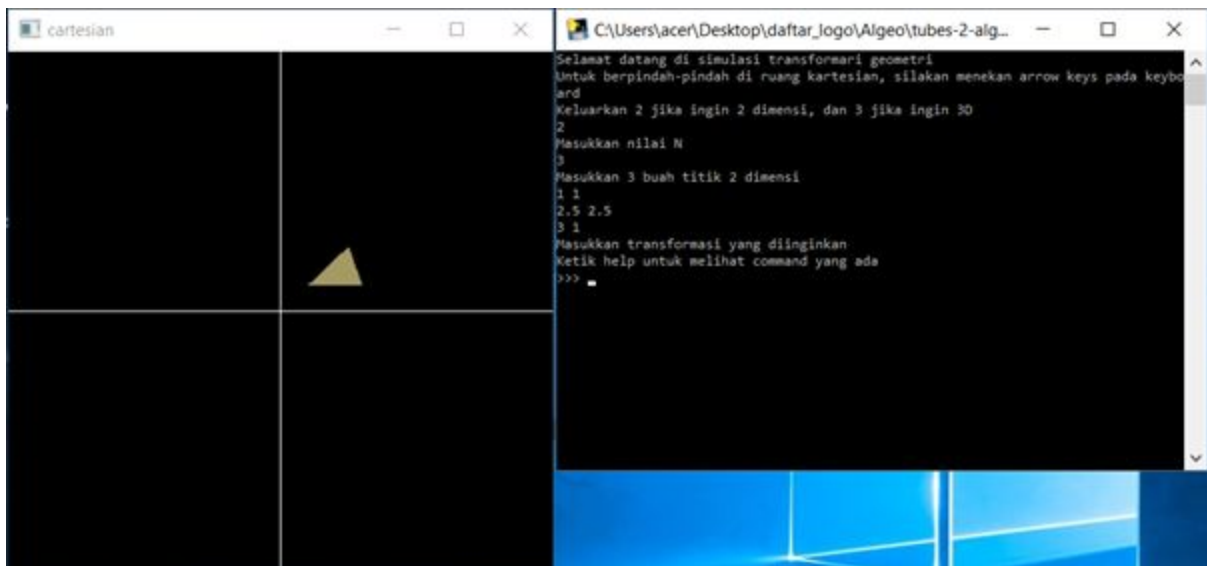 cartesian
C:\Users\acer\Desktop\daftar_logo\Algeo\tubes-2-alg...
Selamat datang di simulasi transformari geometri
Untuk berpindah-pindah di ruang kartesian, silakan menekan arrow keys pada keybo
ard
Keluarkan 2 jika ingin 2 dimensi, dan 3 jika ingin 3D
2
Masukkan nilai N
3
Masukkan 3 buah titik 2 dimensi
1 1
2.5 2.5
3 1
Masukkan transformasi yang diinginkan
Ketik help untuk melihat command yang ada
>>>